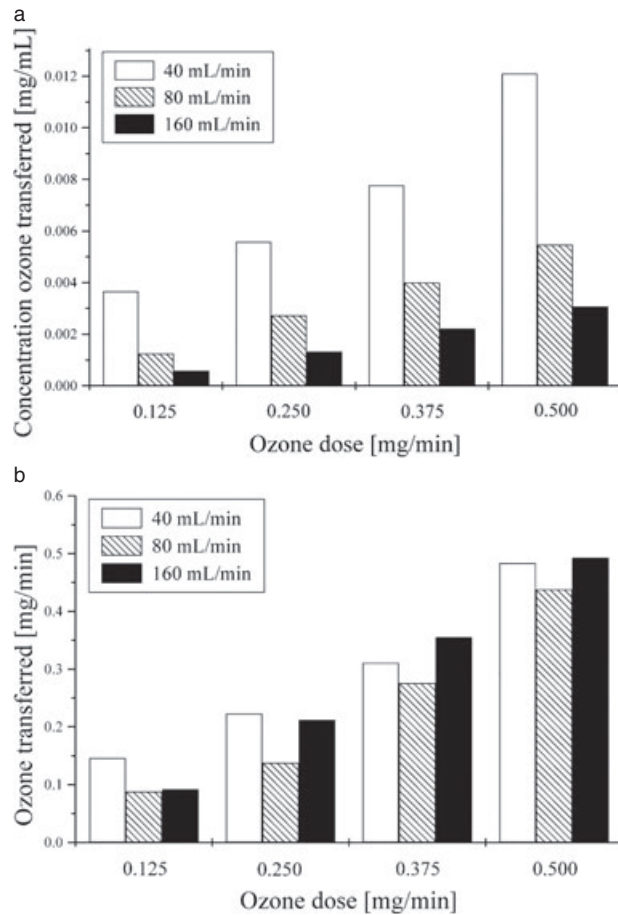 a
Concentration ozone transferred [mg/mL]
0.012
0.010
0.008
0.006
0.004
0.002
0.000
40 mL/min
80 mL/min
160 mL/min
0.125 0.250 0.375 0.500
Ozone dose [mg/min]
b
Ozone transferred [mg/min]
0.6
0.5
0.4
0.3
0.2
0.1
0.0
40 mL/min
80 mL/min
160 mL/min
0.125 0.250 0.375 0.500
Ozone dose [mg/min]